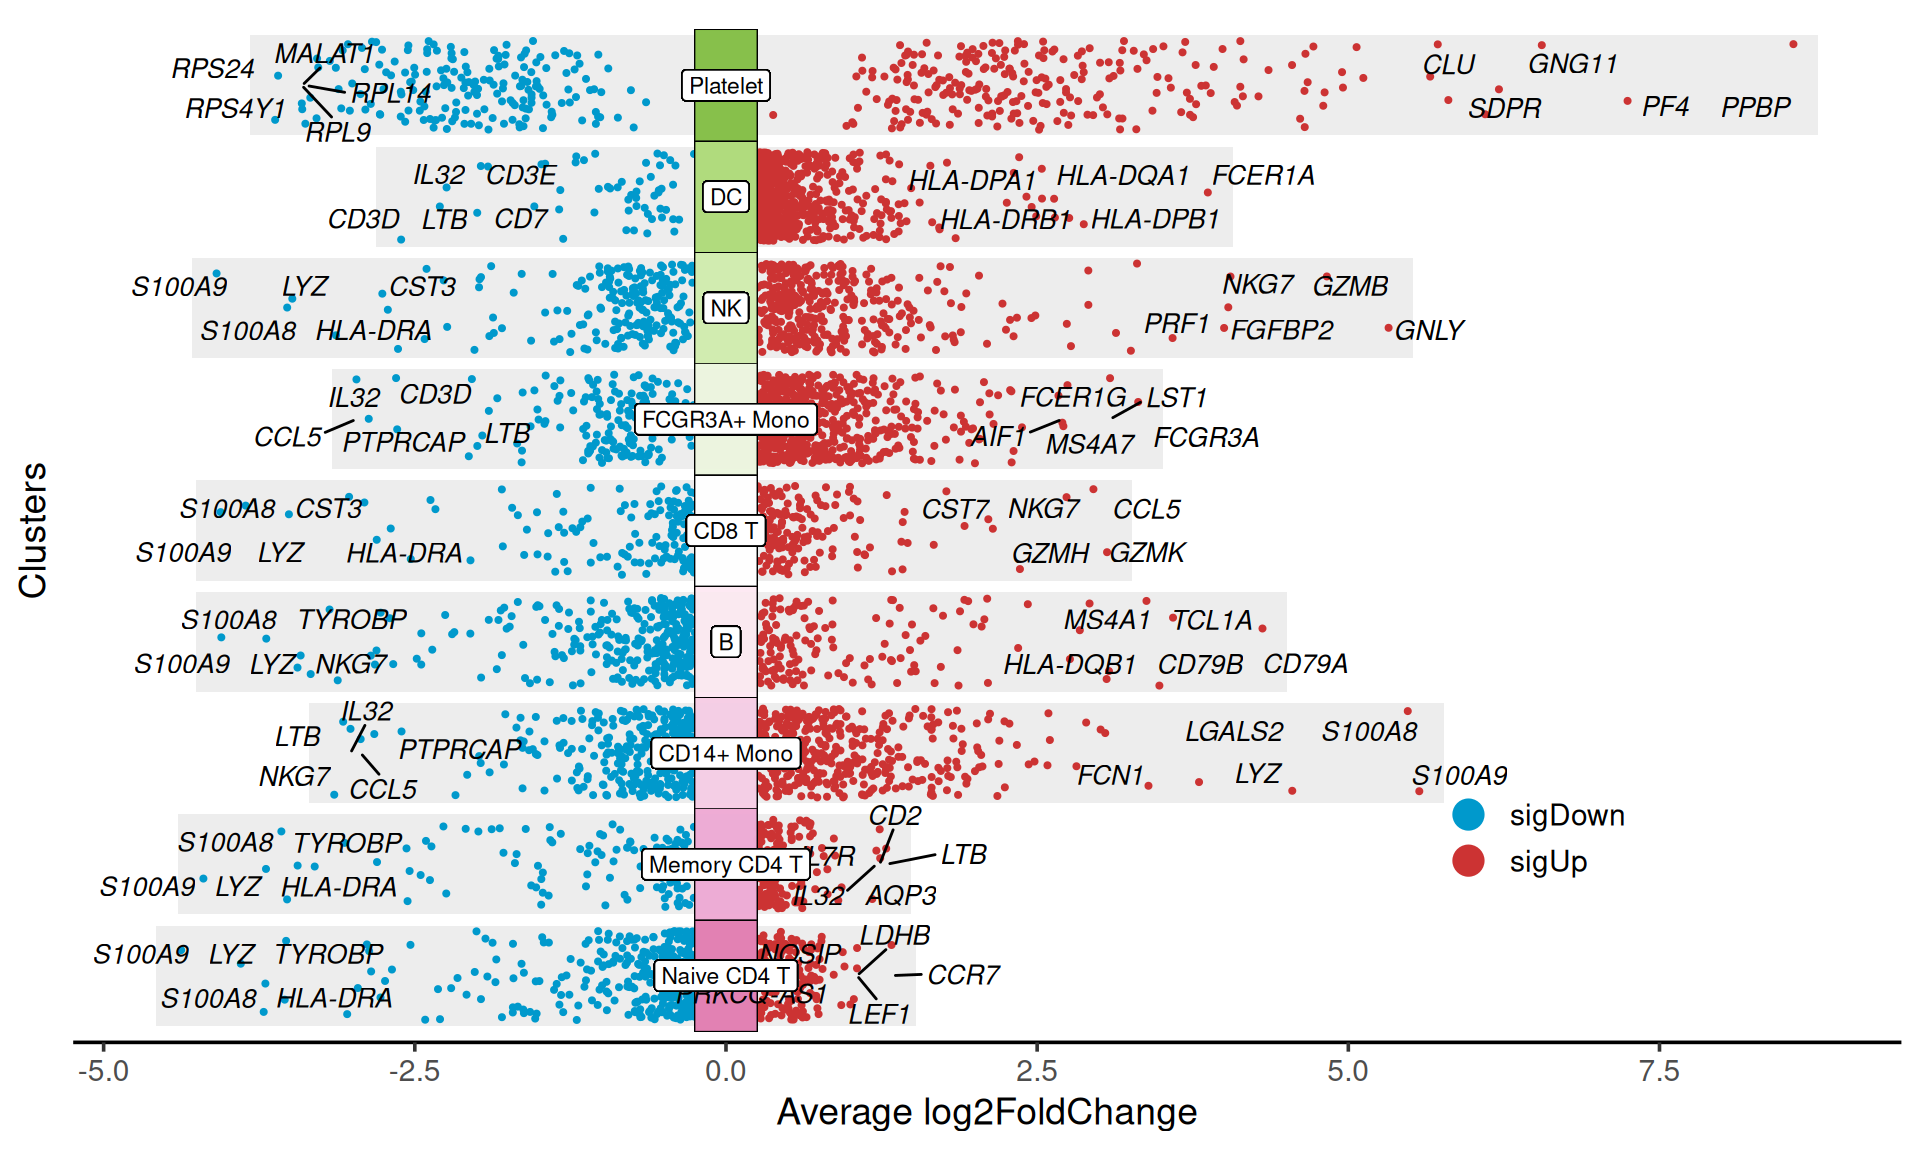 RPS24 MALAT1
RPS4Y1 RPL14
RPL9
Platelet
CLU GNG11
SDPR PF4 PPBP
IL32 CD3E
CD3D LTB CD7
DC
HLA-DPA1 HLA-DQA1 FCER1A
HLA-DRB1 HLA-DPB1
S100A9 LYZ CST3
S100A8 HLA-DRA
NK
NKG7 GZMB
PRF1 FGFBP2 GNLY
IL32 CD3D
CCL5 PTPRCAP LTB
FCGR3A+ Mono
FCER1G LST1
AIF1 MS4A7 FCGR3A
S100A8 CST3
S100A9 LYZ HLA-DRA
CD8 T
CST7 NKG7 CCL5
GZMH GZMK
S100A8 TYROBP
S100A9 LYZ NKG7
B
MS4A1 TCL1A
HLA-DQB1 CD79B CD79A
IL32
LTB PTPRCAP
NKG7 CCL5
CD14+ Mono
LGALS2 S100A8
FCN1 LYZ S100A9
S100A8 TYROBP
S100A9 LYZ HLA-DRA
Memory CD4 T
CD2
LTB
IL32 AQP3
S100A9 LYZ TYROBP
S100A8 HLA-DRA
Naive CD4 T
NOSIP LDHB
CCR7
PRKCQ-AS1 LEF1
sigDown
sigUp
Clusters
-5.0 -2.5 0.0 2.5 5.0 7.5
Average log2FoldChange